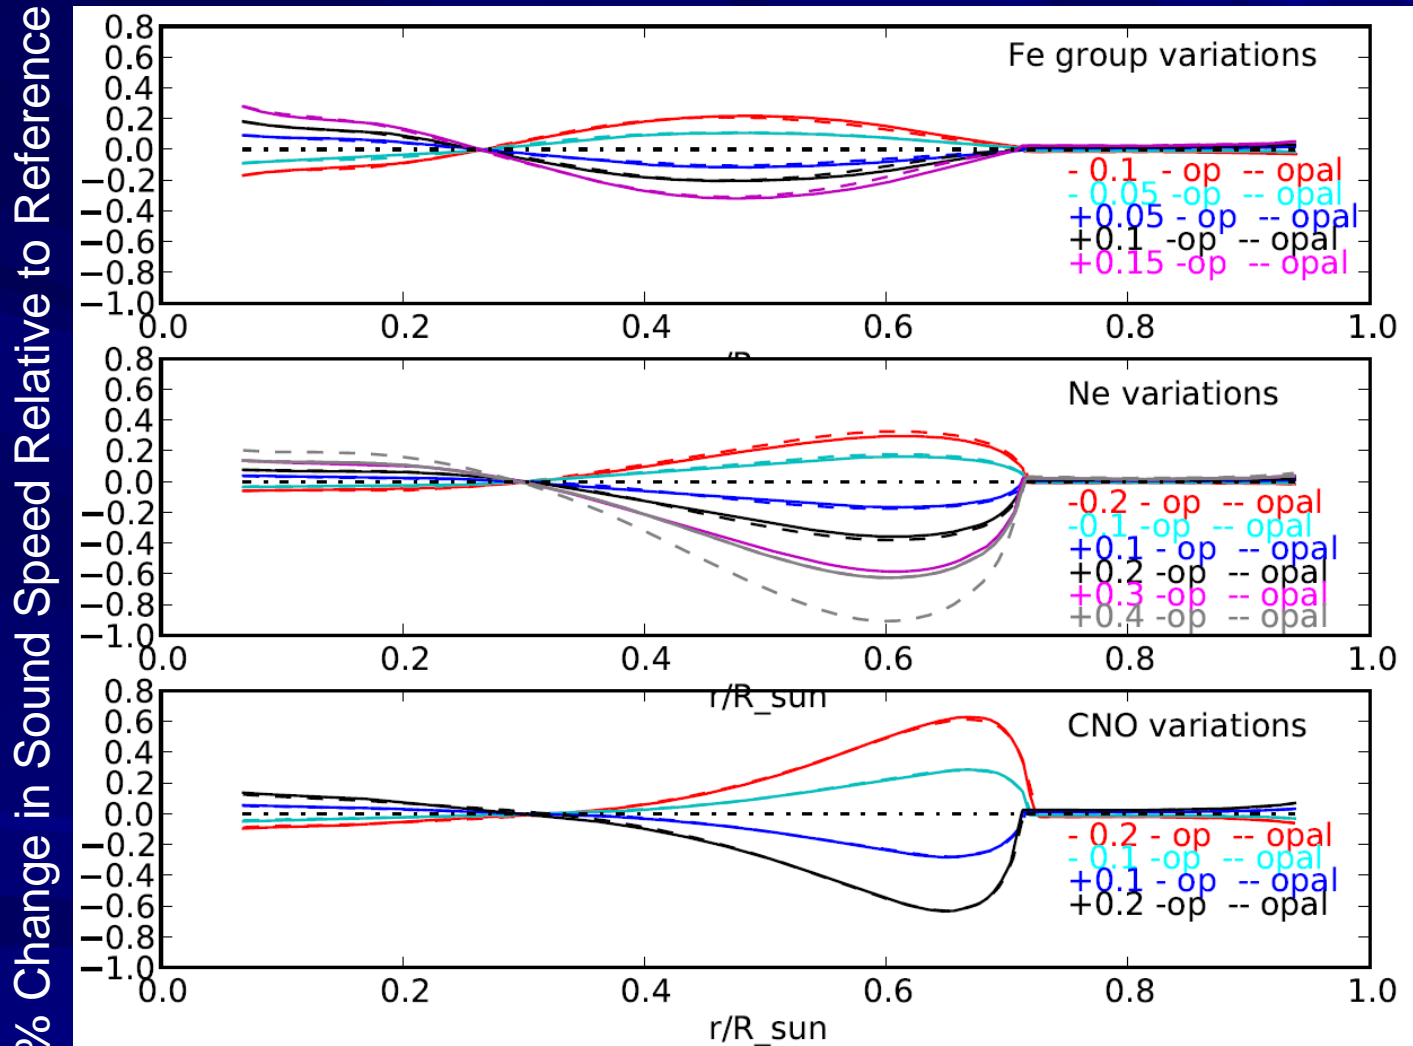 % Change in Sound Speed Relative to Reference
0.8
0.6
0.4
0.2
0.0
−0.2
−0.4
−0.6
−0.8
−1.0
Fe group variations
- 0.1 - op -- opal
- 0.05 -op -- opal
+0.05 - op -- opal
+0.1 -op -- opal
+0.15 -op -- opal
0.0 0.2 0.4 0.6 0.8 1.0
0.8
0.6
0.4
0.2
0.0
−0.2
−0.4
−0.6
−0.8
−1.0
Ne variations
-0.2 - op -- opal
-0.1 -op -- opal
+0.1 - op -- opal
+0.2 -op -- opal
+0.3 -op -- opal
+0.4 -op -- opal
0.0 0.2 0.4 0.6 0.8 1.0
r/R_sun
0.8
0.6
0.4
0.2
0.0
−0.2
−0.4
−0.6
−0.8
−1.0
CNO variations
- 0.2 - op -- opal
- 0.1 -op -- opal
+0.1 - op -- opal
+0.2 -op -- opal
0.0 0.2 0.4 0.6 0.8 1.0
r/R_sun